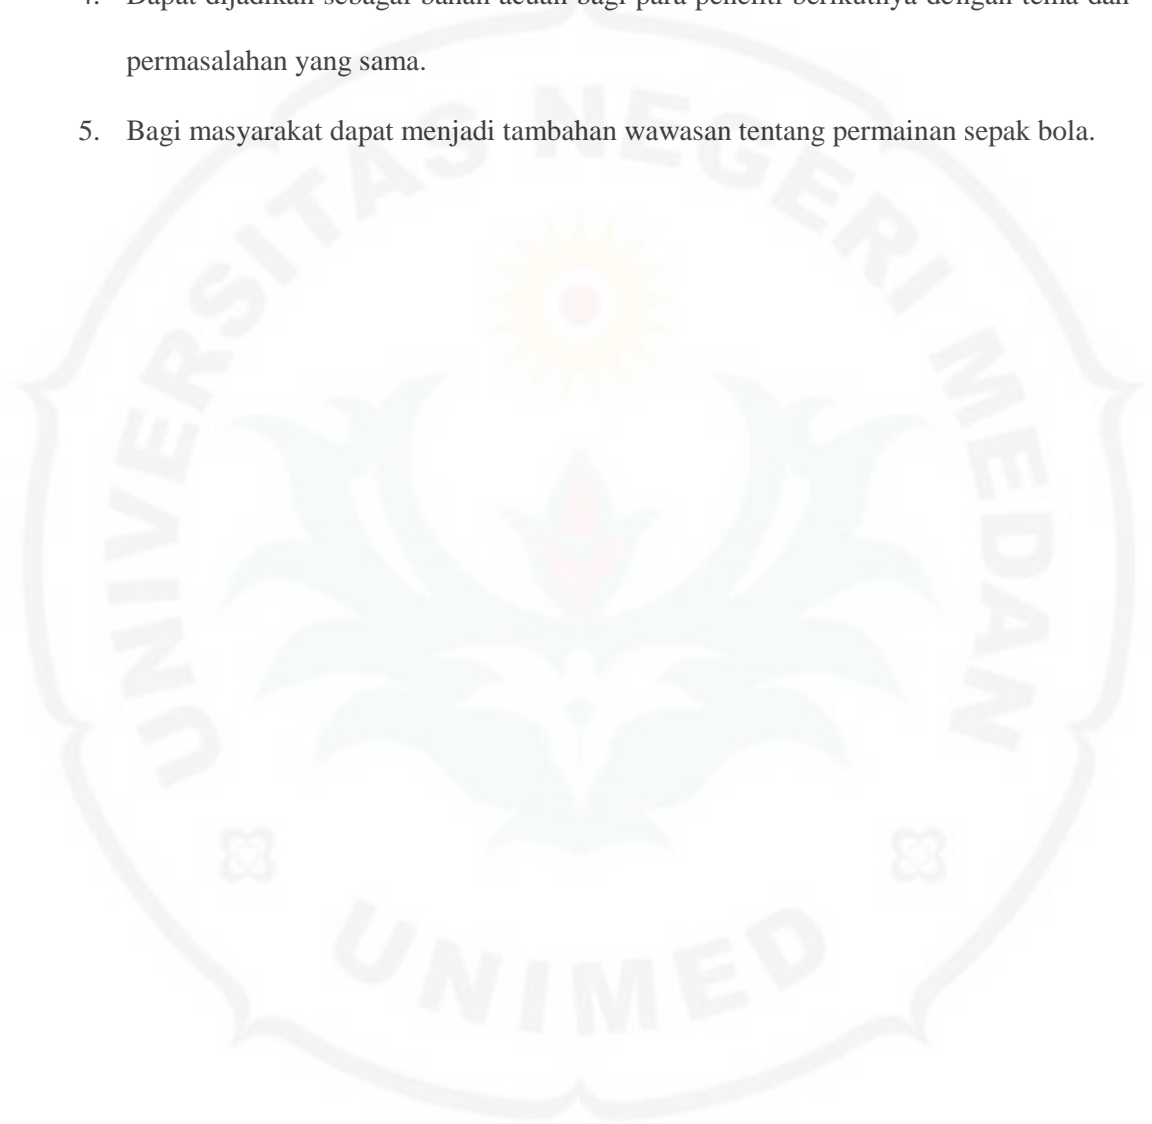 4. Dapat dijadikan sebagai bahan acuan bagi para peneliti berikutnya dengan tema dan
permasalahan yang sama.
5. Bagi masyarakat dapat menjadi tambahan wawasan tentang permainan sepak bola.
UNIVERSITAS NEGERI MEDAN
UNIMED